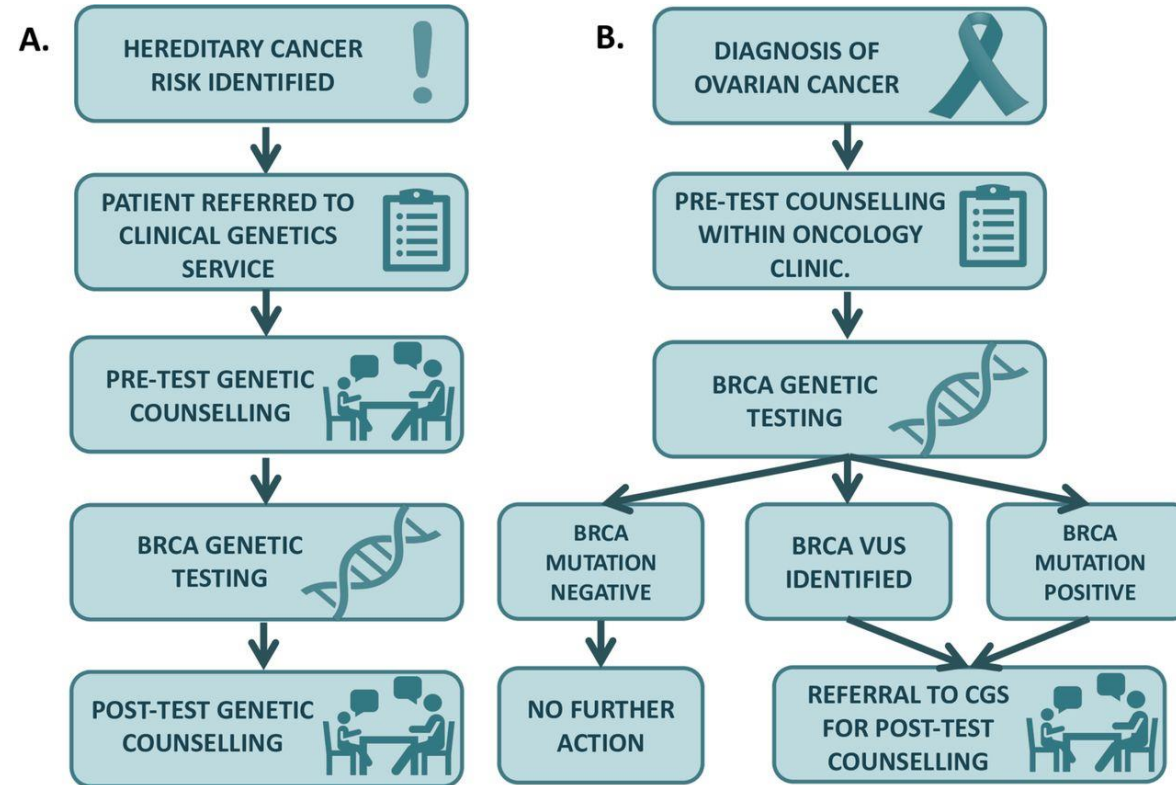 A.
HEREDITARY CANCER
RISK IDENTIFIED
PATIENT REFERRED TO
CLINICAL GENETICS
SERVICE
PRE-TEST GENETIC
COUNSELLING
BRCA GENETIC
TESTING
POST-TEST GENETIC
COUNSELLING
B.
DIAGNOSIS OF
OVARIAN CANCER
PRE-TEST COUNSELLING
WITHIN ONCOLOGY
CLINIC.
BRCA GENETIC
TESTING
BRCA
MUTATION
NEGATIVE
BRCA VUS
IDENTIFIED
BRCA
MUTATION
POSITIVE
NO FURTHER
ACTION
REFERRAL TO CGS
FOR POST-TEST
COUNSELLING